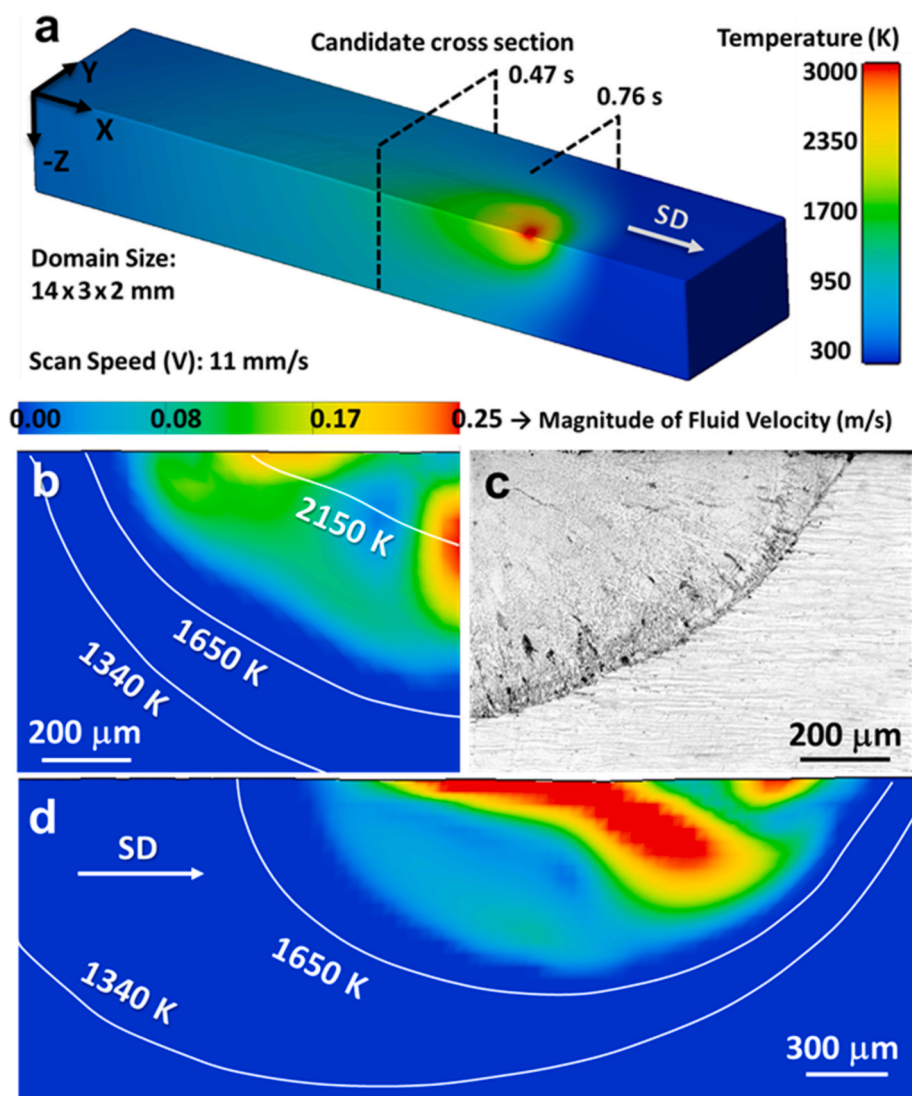 a
Candidate cross section
0.47 s
0.76 s
Temperature (K)
3000
2350
1700
950
300
Y
X
-Z
SD
Domain Size:
14 x 3 x 2 mm
Scan Speed (V): 11 mm/s
0.00 0.08 0.17 0.25 → Magnitude of Fluid Velocity (m/s)
b
2150 K
1650 K
1340 K
200 μm
c
200 μm
d
SD
1650 K
1340 K
300 μm